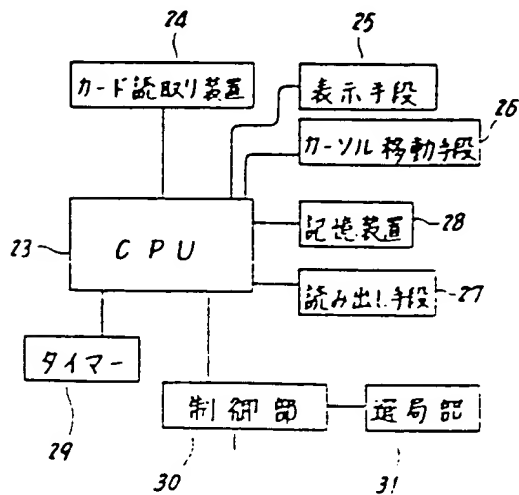 24
カード読取り装置
25
表示手段
26
カーソル移動手段
23
CPU
記憶装置
28
読み出し手段
27
タイマー
29
制御部
30
選局部
31